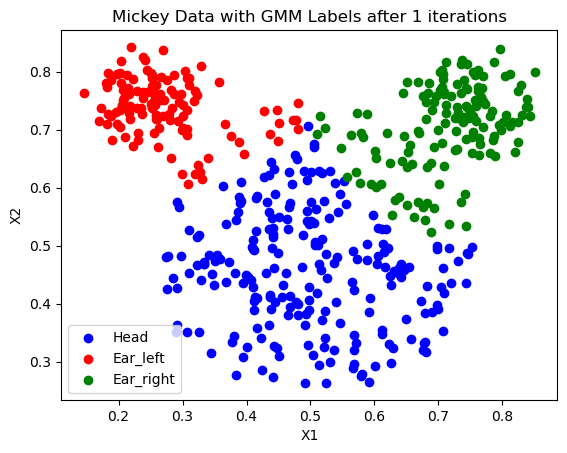 Mickey Data with GMM Labels after 1 iterations
X2
0.8
0.7
0.6
0.5
0.4
0.3
Head
Ear_left
Ear_right
0.2 0.3 0.4 0.5 0.6 0.7 0.8
X1